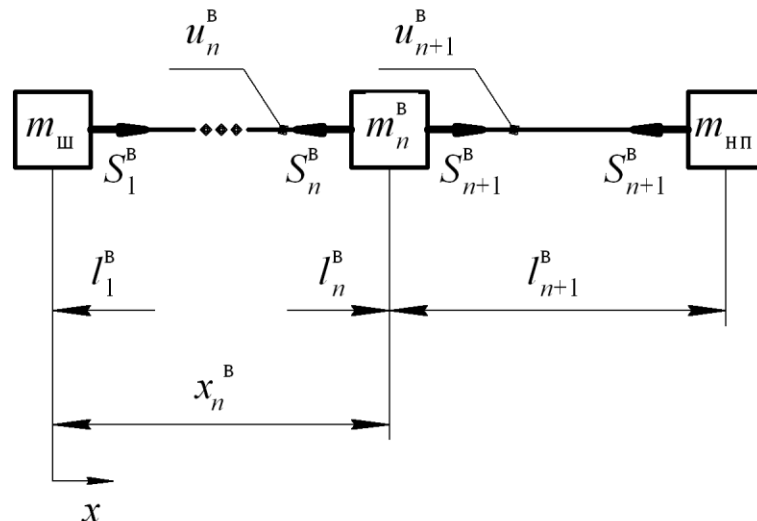 u_n^в u_{n+1}^в
m_ш m_n^в m_нп
S_1^в S_n^в S_{n+1}^в S_{n+1}^в
l_1^в l_n^в l_{n+1}^в
x_n^в
x